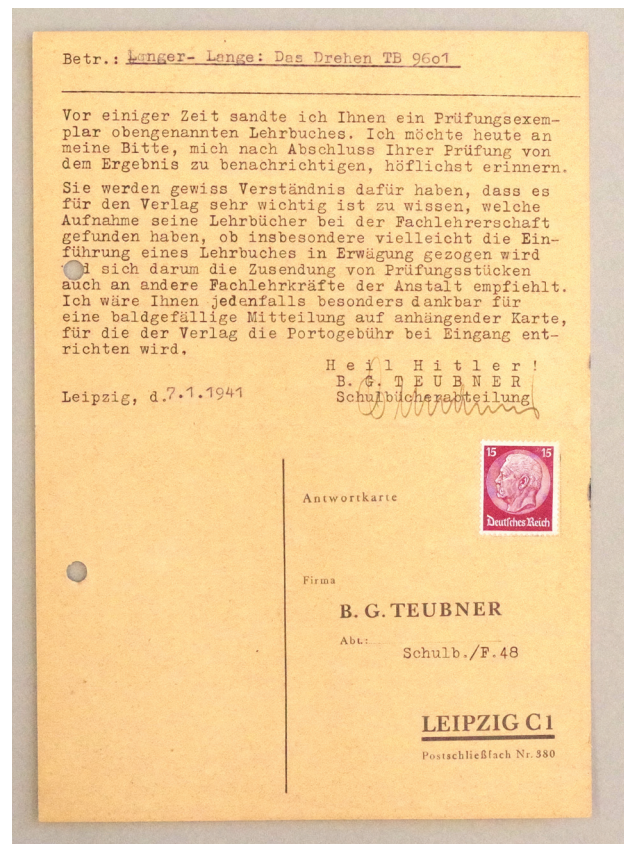 Betr.: Langer- Lange: Das Drehen TB 96o1
Vor einiger Zeit sandte ich Ihnen ein Prüfungsexem-
plar obengenannten Lehrbuches. Ich möchte heute an
meine Bitte, mich nach Abschluss Ihrer Prüfung von
dem Ergebnis zu benachrichtigen, höflichst erinnern.
Sie werden gewiss Verständnis dafür haben, dass es
für den Verlag sehr wichtig ist zu wissen, welche
Aufnahme seine Lehrbücher bei der Fachlehrerschaft
gefunden haben, ob insbesondere vielleicht die Ein-
führung eines Lehrbuches in Erwägung gezogen wird
d sich darum die Zusendung von Prüfungsstücken
auch an andere Fachlehrkräfte der Anstalt empfiehlt.
Ich wäre Ihnen jedenfalls besonders dankbar für
eine baldgefällige Mitteilung auf anhängender Karte,
für die der Verlag die Portogebühr bei Eingang ent-
richten wird.
Heil Hitler!
B. G. TEUBNER
Leipzig, d.7.1.1941 Schulbücherabteilung
15 15
Deutsches Reich
Antwortkarte
Firma
B. G. TEUBNER
Abt.:
Schulb./F.48
LEIPZIG C 1
Postschließfach Nr. 380